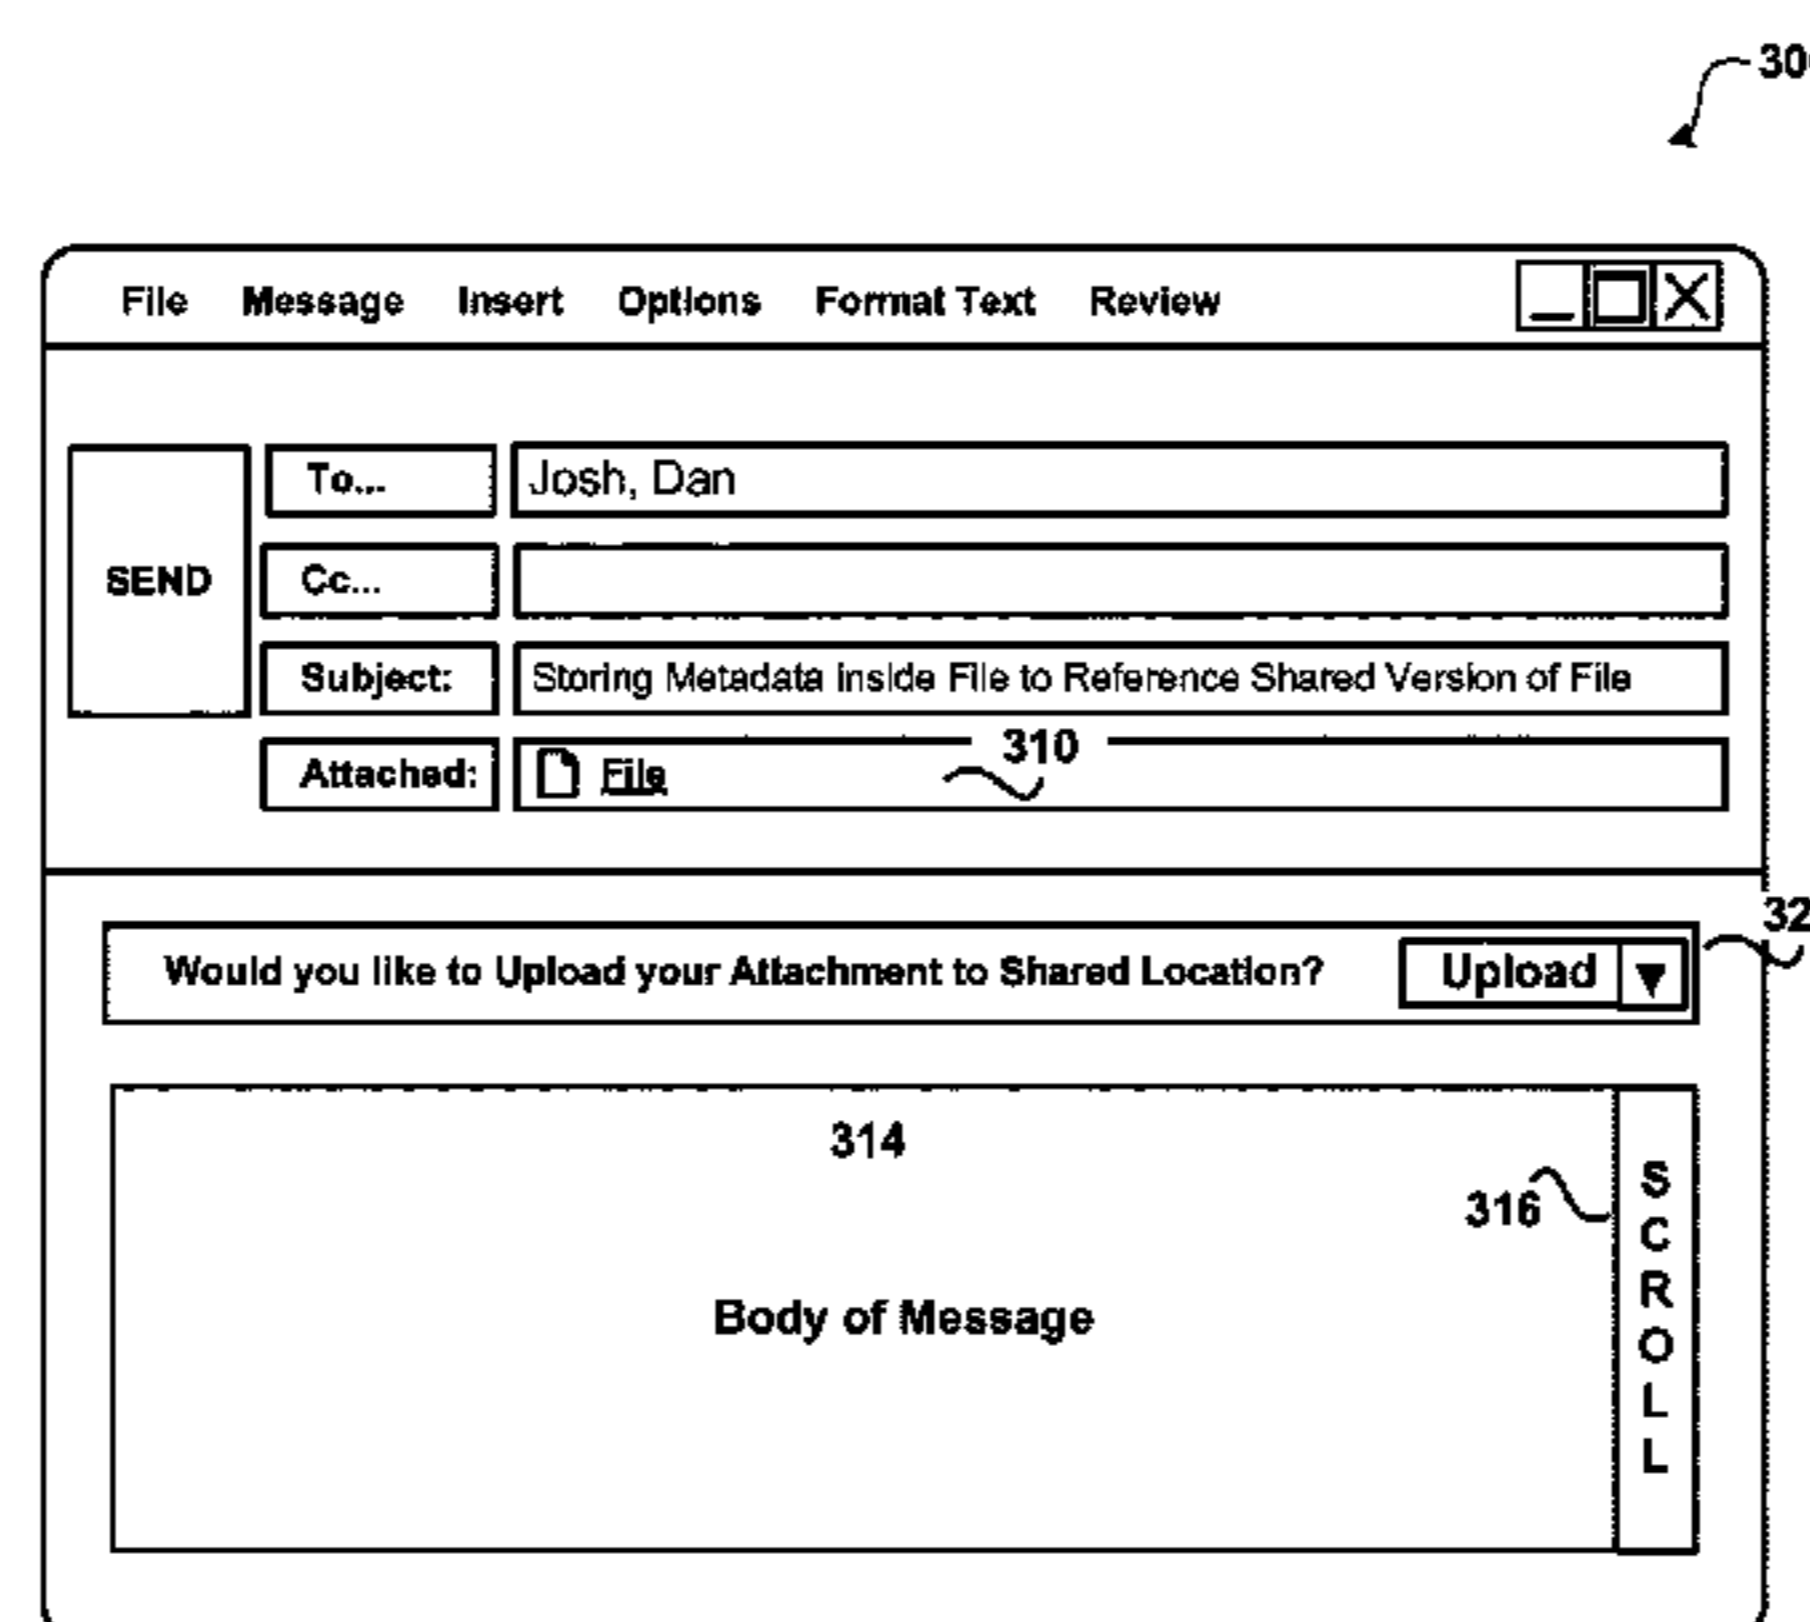 30
File Message Insert Options Format Text Review
To... Josh, Dan
SEND Cc...
Subject: Storing Metadata inside File to Reference Shared Version of File
310
Attached: File
32
Would you like to Upload your Attachment to Shared Location? Upload
314
316
Body of Message
S
C
R
O
L
L